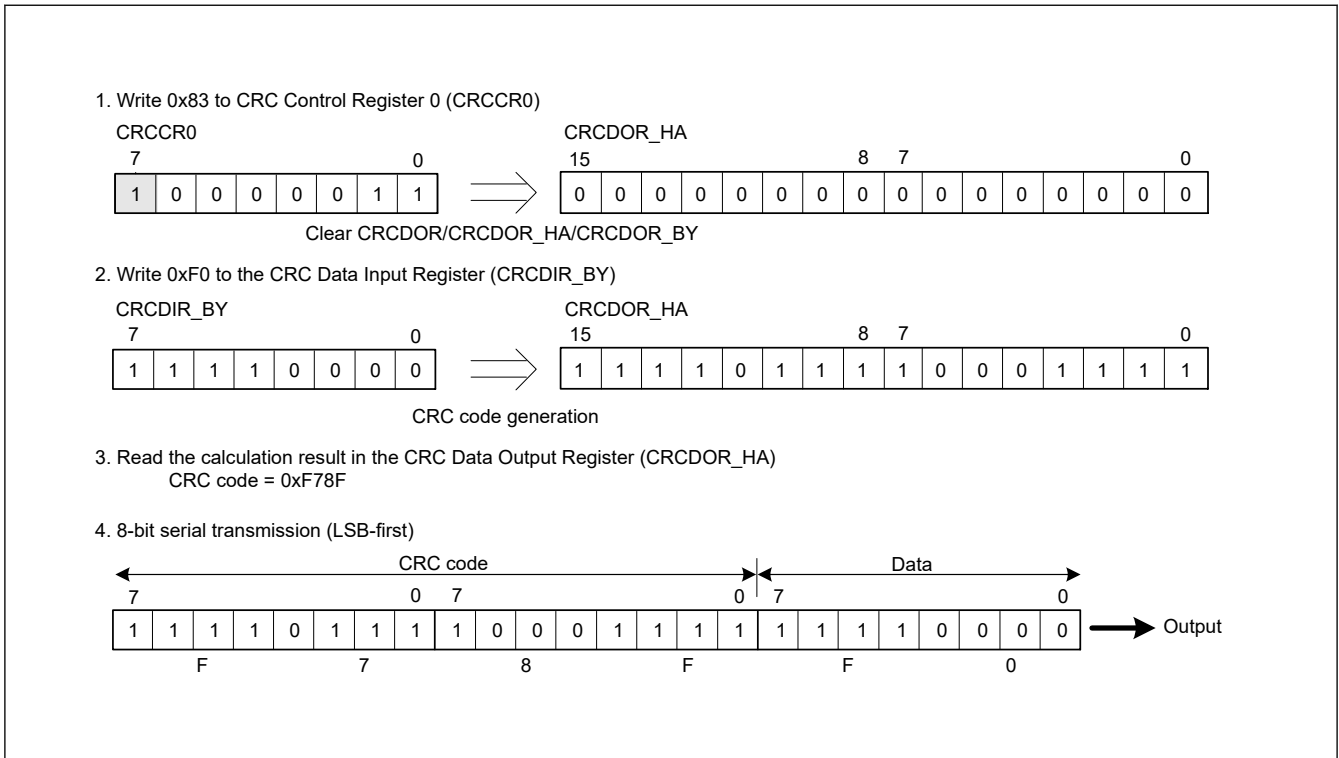 1. Write 0x83 to CRC Control Register 0 (CRCCR0)
CRCCR0 CRCDOR_HA
7 0 15 8 7 0
1 0 0 0 0 0 1 1 0 0 0 0 0 0 0 0 0 0 0 0 0 0 0 0
Clear CRCDOR/CRCDOR_HA/CRCDOR_BY
2. Write 0xF0 to the CRC Data Input Register (CRCDIR_BY)
CRCDIR_BY CRCDOR_HA
7 0 15 8 7 0
1 1 1 1 0 0 0 0 1 1 1 1 0 1 1 1 1 0 0 0 1 1 1 1
CRC code generation
3. Read the calculation result in the CRC Data Output Register (CRCDOR_HA)
CRC code = 0xF78F
4. 8-bit serial transmission (LSB-first)
CRC code Data
7 0 7 0 7 0
1 1 1 1 0 1 1 1 1 0 0 0 1 1 1 1 1 1 1 1 0 0 0 0 Output
F 7 8 F F 0